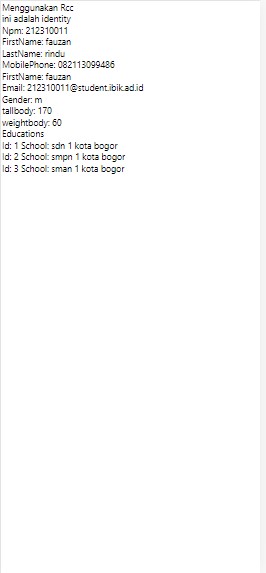 Menggunakan Rcc
ini adalah identity
Npm: 212310011
FirstName: fauzan
LastName: rindu
MobilePhone: 082113099486
FirstName: fauzan
Email: 212310011@student.ibik.ad.id
Gender: m
tallbody: 170
weightbody: 60
Educations
Id: 1 School: sdn 1 kota bogor
Id: 2 School: smpn 1 kota bogor
Id: 3 School: sman 1 kota bogor